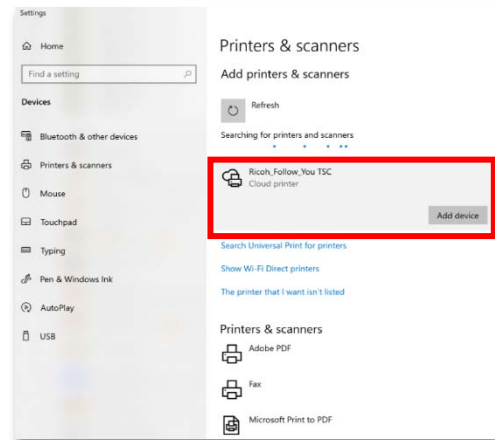 Settings
Home
Find a setting
Devices
Bluetooth & other devices
Printers & scanners
Mouse
Touchpad
Typing
Pen & Windows Ink
AutoPlay
USB
Printers & scanners
Add printers & scanners
Refresh
Searching for printers and scanners
Ricoh_Follow_You TSC
Cloud printer
Add device
Search Universal Print for printers
Show Wi-Fi Direct printers
The printer that I want isn't listed
Printers & scanners
Adobe PDF
Fax
Microsoft Print to PDF